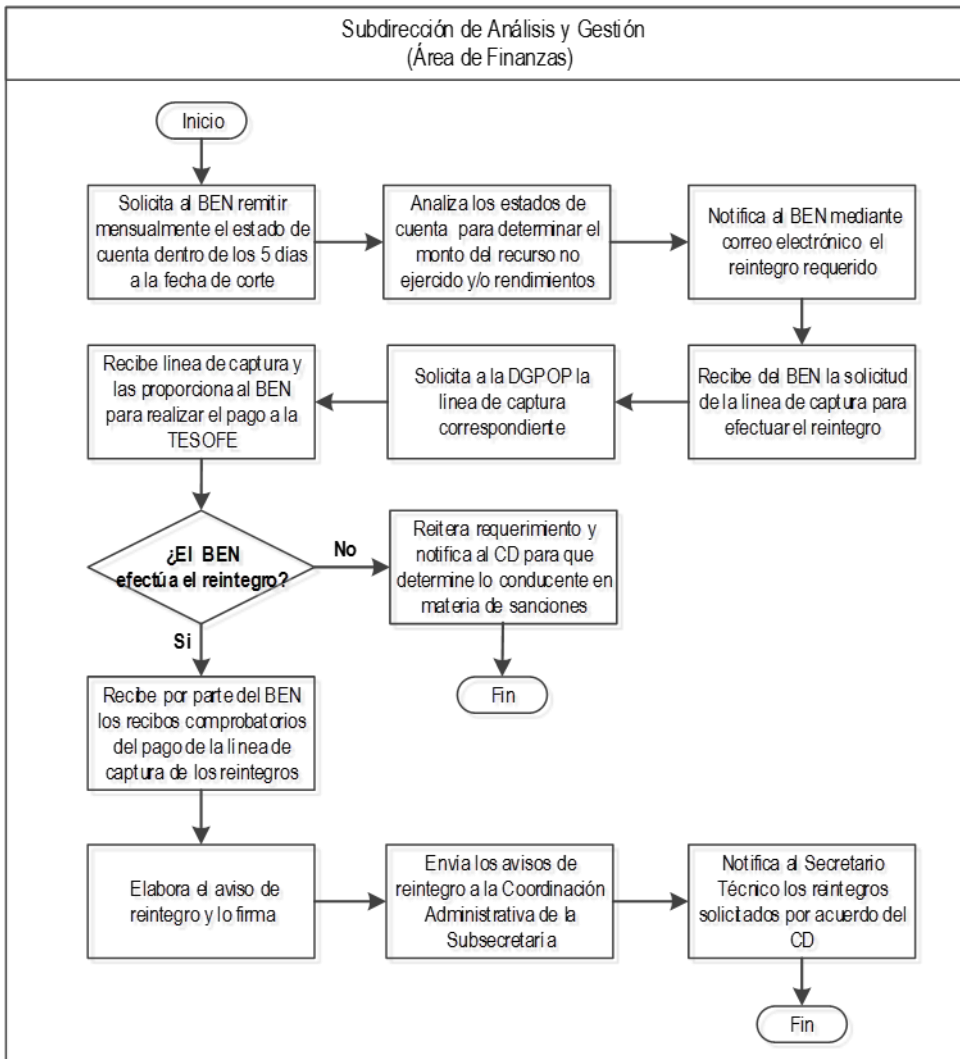 Subdirección de Análisis y Gestión
(Área de Finanzas)
Inicio
Solicita al BEN remitir
mensualmente el estado de
cuenta dentro de los 5 días
a la fecha de corte
Analiza los estados de
cuenta para determinar el
monto del recurso no
ejercido y/o rendimientos
Notifica al BEN mediante
correo electrónico el
reintegro requerido
Recibe del BEN la solicitud
de la línea de captura para
efectuar el reintegro
Solicita a la DGPOP la
línea de captura
correspondiente
Recibe línea de captura y
las proporciona al BEN
para realizar el pago a la
TESOFE
¿El BEN
efectúa el reintegro?
No
Reitera requerimiento y
notifica al CD para que
determine lo conducente en
materia de sanciones
Fin
Si
Recibe por parte del BEN
los recibos comprobatorios
del pago de la línea de
captura de los reintegros
Elabora el aviso de
reintegro y lo firma
Envía los avisos de
reintegro a la Coordinación
Administrativa de la
Subsecretaría
Notifica al Secretario
Técnico los reintegros
solicitados por acuerdo del
CD
Fin